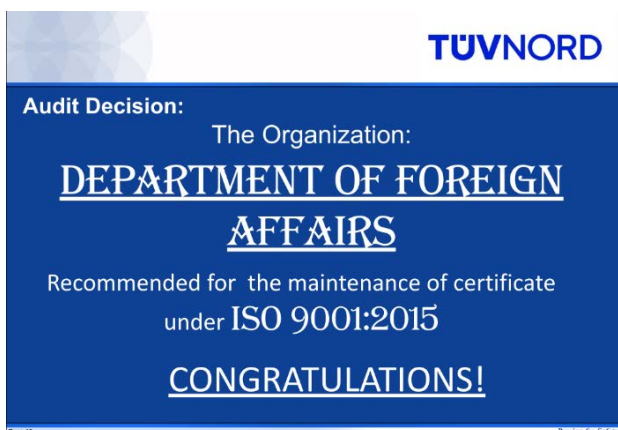 TÜVNORD
Audit Decision:
The Organization:
DEPARTMENT OF FOREIGN
AFFAIRS
Recommended for the maintenance of certificate
under ISO 9001:2015
CONGRATULATIONS!